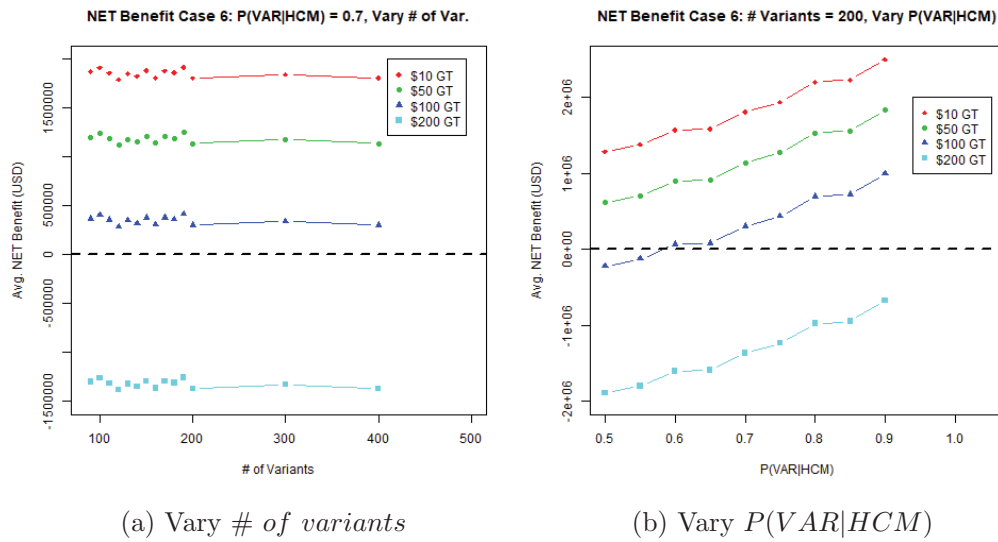 NET Benefit Case 6: P(VAR|HCM) = 0.7, Vary # of Var.
Avg. NET Benefit (USD)
1500000
500000
0
-500000
-1500000
$10 GT
$50 GT
$100 GT
$200 GT
100 200 300 400 500
# of Variants
(a) Vary # of variants
NET Benefit Case 6: # Variants = 200, Vary P(VAR|HCM)
Avg. NET Benefit (USD)
2e+06
1e+06
0e+00
-1e+06
-2e+06
$10 GT
$50 GT
$100 GT
$200 GT
0.5 0.6 0.7 0.8 0.9 1.0
P(VAR|HCM)
(b) Vary P(VAR|HCM)